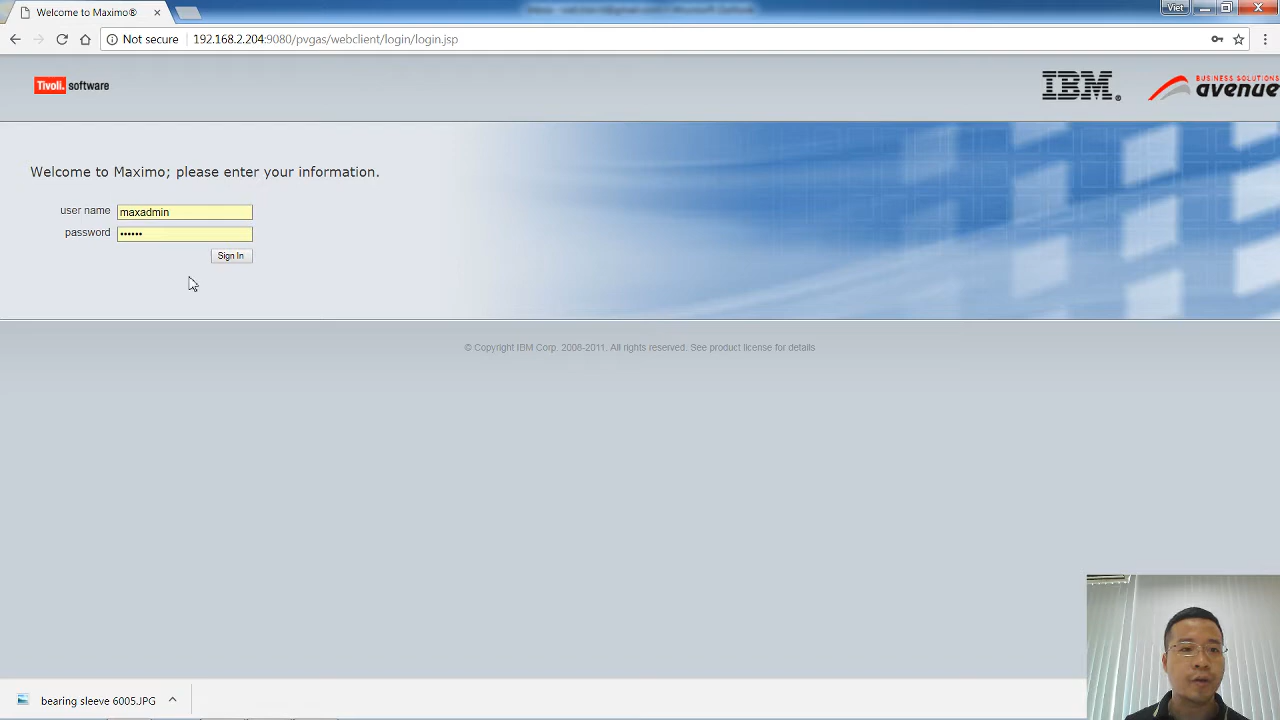 Welcome to Maximo®
Viet
Not secure
192.168.2.204:9080/pvgas/webclient/login/login.jsp
Tivoli. software
IBM®
BUSINESS SOLUTIONS
avenue
Welcome to Maximo; please enter your information.
user name
maxadmin
password
••••••
Sign In
© Copyright IBM Corp. 2008-2011. All rights reserved. See product license for details
bearing sleeve 6005.JPG